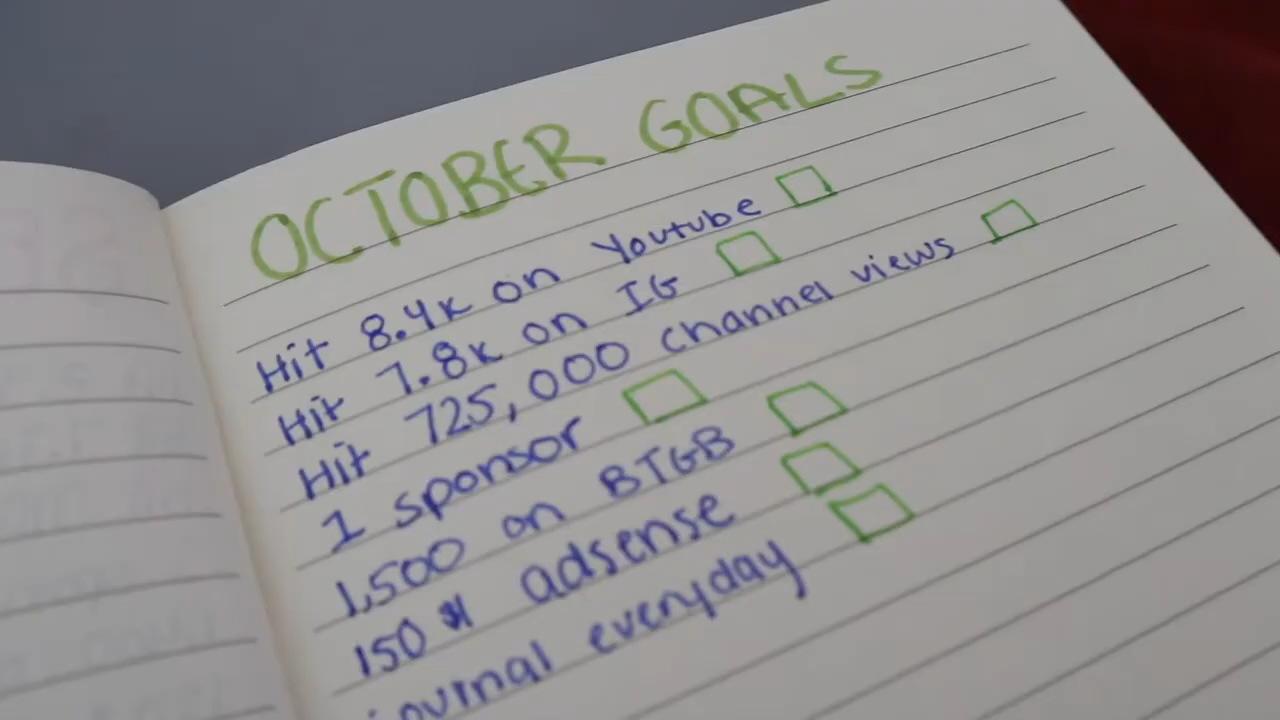 OCTOBER GOALS
Hit 8.4K on Youtube
Hit 7.8K on IG
Hit 725,000 channel views
1 sponsor
1,500 on BTGB
150 adsense
journal everyday